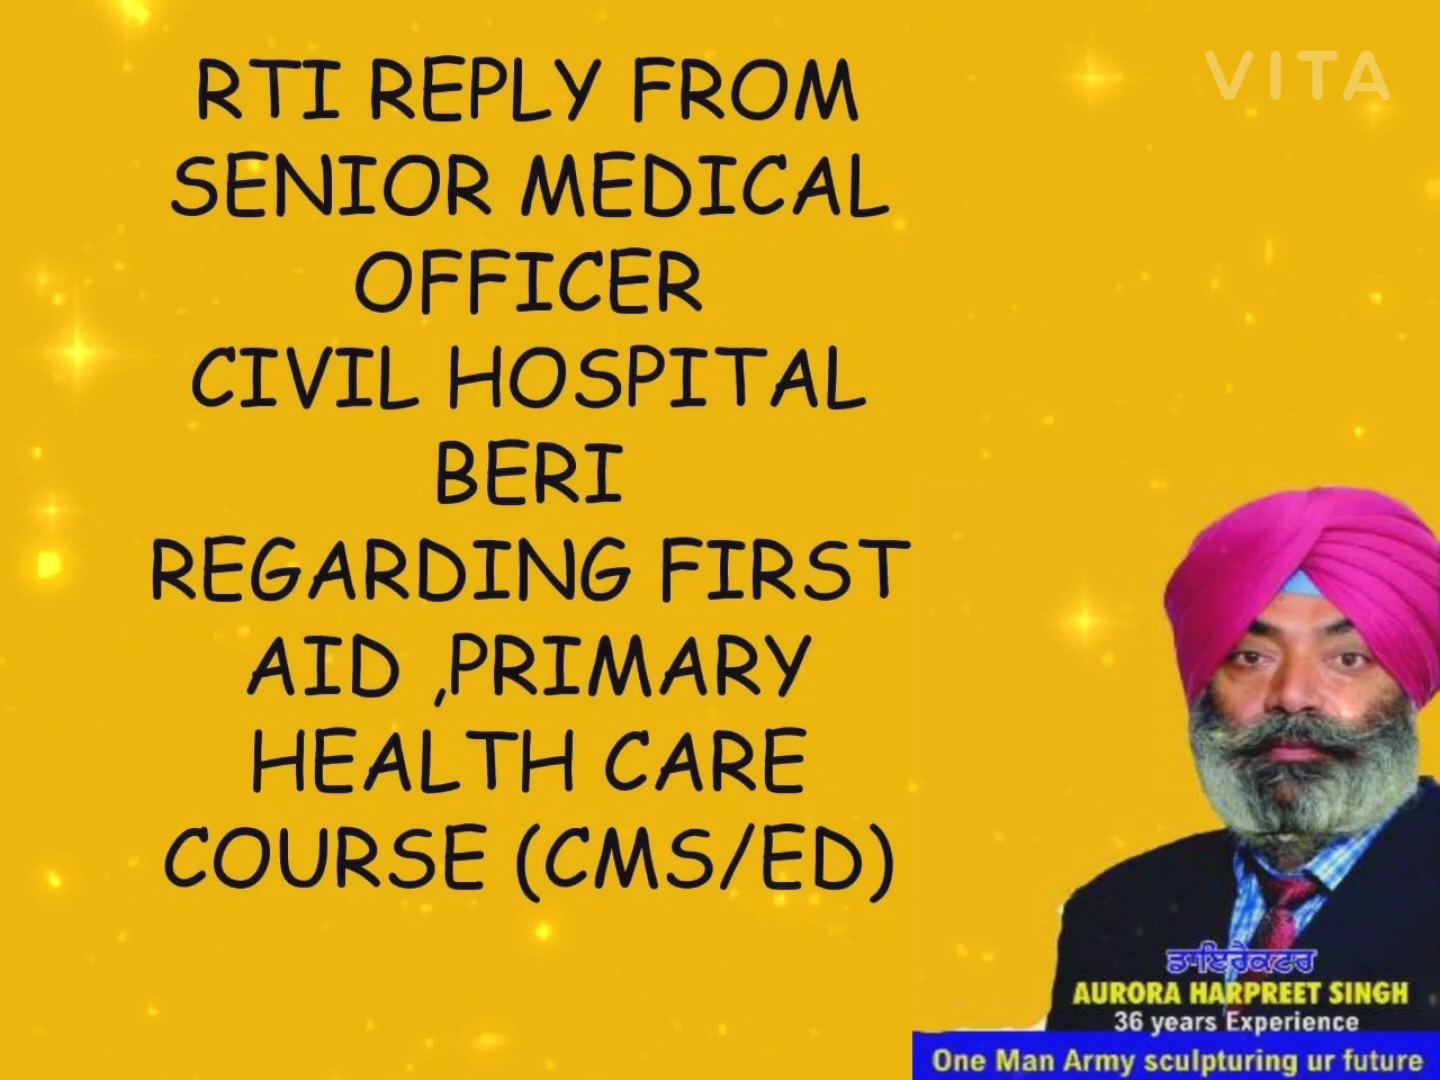 VITA
RTI REPLY FROM
SENIOR MEDICAL
OFFICER
CIVIL HOSPITAL
BERI
REGARDING FIRST
AID ,PRIMARY
HEALTH CARE
COURSE (CMS/ED)
ਡਾਇਰੈਕਟਰ
AURORA HARPREET SINGH
36 years Experience
One Man Army sculpturing ur future